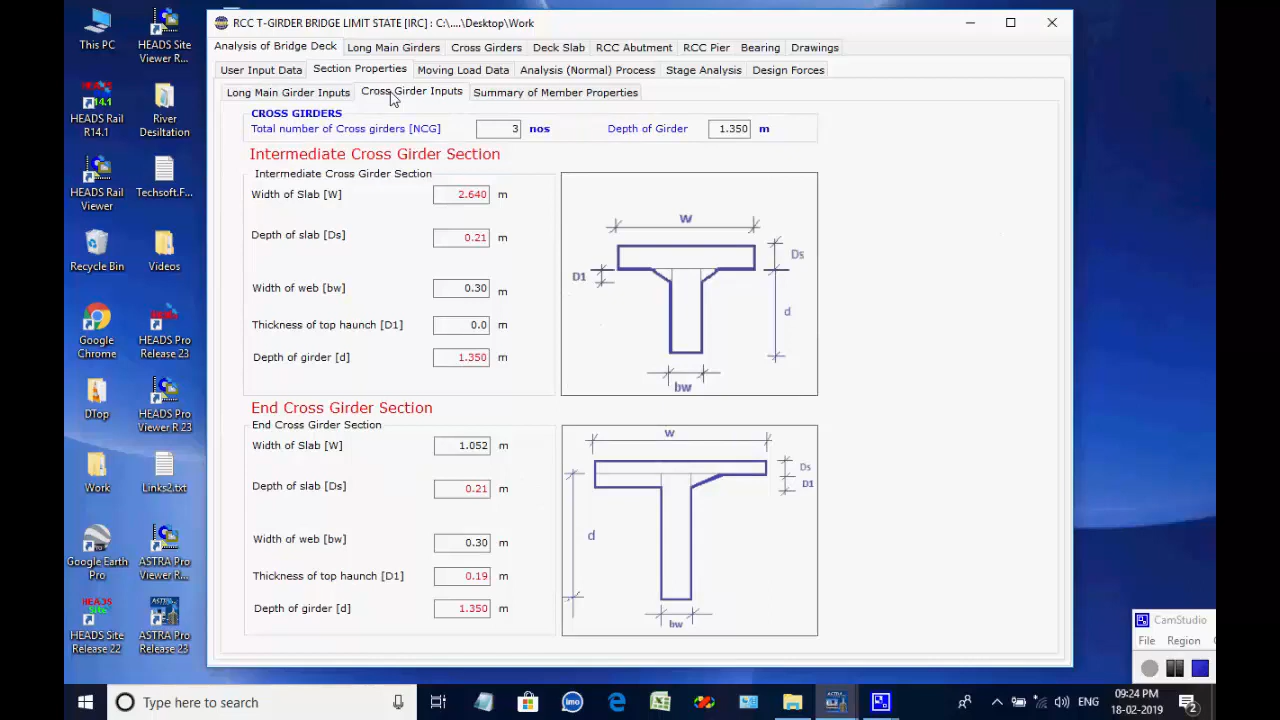 This PC
HEADS Site
Viewer R...
HEADS Rail
R14.1
River
Desiltation
HEADS Rail
Viewer
Techsoft.F...
Recycle Bin
Videos
Google
Chrome
HEADS Pro
Release 23
DTop
HEADS Pro
Viewer R 23
Work
Links2.txt
Google Earth
Pro
ASTRA Pro
Viewer R...
HEADS
Site
HEADS Site
Release 22
ASTRA Pro
Release 23
RCC T-GIRDER BRIDGE LIMIT STATE [IRC] : C:\....\Desktop\Work
Analysis of Bridge Deck Long Main Girders Cross Girders Deck Slab RCC Abutment RCC Pier Bearing Drawings
User Input Data Section Properties Moving Load Data Analysis (Normal) Process Stage Analysis Design Forces
Long Main Girder Inputs Cross Girder Inputs Summary of Member Properties
CROSS GIRDERS
Total number of Cross girders [NCG] 3 nos Depth of Girder 1.350 m
Intermediate Cross Girder Section
Intermediate Cross Girder Section
Width of Slab [W] 2.640 m
Depth of slab [Ds] 0.21 m
Width of web [bw] 0.30 m
Thickness of top haunch [D1] 0.0 m
Depth of girder [d] 1.350 m
W
Ds
D1
d
bw
End Cross Girder Section
End Cross Girder Section
Width of Slab [W] 1.052 m
Depth of slab [Ds] 0.21 m
Width of web [bw] 0.30 m
Thickness of top haunch [D1] 0.19 m
Depth of girder [d] 1.350 m
W
Ds
D1
d
bw
CamStudio
File Region
Type here to search
imo
ENG
09:24 PM
18-02-2019
2